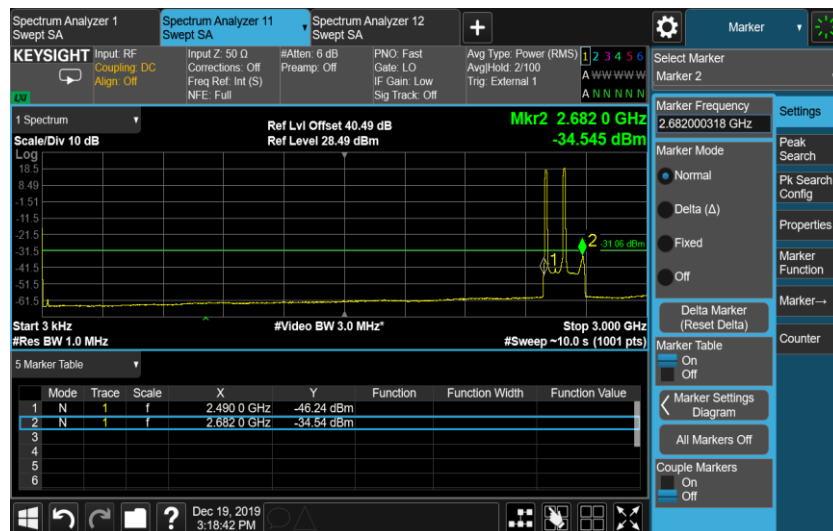 Spectrum Analyzer 1
Swept SA
Spectrum Analyzer 11
Swept SA
Spectrum Analyzer 12
Swept SA
+
Marker
KEYSIGHT
Input: RF
Coupling: DC
Align: Off
Input Z: 50 Ω
Corrections: Off
Freq Ref: Int (S)
NFE: Full
#Atten: 6 dB
Preamp: Off
PNO: Fast
Gate: LO
IF Gain: Low
Sig Track: Off
Avg Type: Power (RMS)
Avg|Hold: 2/100
Trig: External 1
1 2 3 4 5 6
A W W W W W
A N N N N N
LXI
Select Marker
Marker 2
1 Spectrum
Scale/Div 10 dB
Ref Lvl Offset 40.49 dB
Ref Level 28.49 dBm
Mkr2 2.682 0 GHz
-34.545 dBm
Log
18.5
8.49
-1.51
-11.5
-21.5
-31.5
-41.5
-51.5
-61.5
1
2
-31.06 dBm
Start 3 kHz
#Res BW 1.0 MHz
#Video BW 3.0 MHz*
Stop 3.000 GHz
#Sweep ~10.0 s (1001 pts)
5 Marker Table
Mode Trace Scale X Y Function Function Width Function Value
1 N 1 f 2.490 0 GHz -46.24 dBm
2 N 1 f 2.682 0 GHz -34.54 dBm
3
4
5
6
Marker Frequency
2.682000318 GHz
Marker Mode
Normal
Delta (Δ)
Fixed
Off
Delta Marker
(Reset Delta)
Marker Table
On
Off
Marker Settings
Diagram
All Markers Off
Couple Markers
On
Off
Settings
Peak
Search
Pk Search
Config
Properties
Marker
Function
Marker→
Counter
?
Dec 19, 2019
3:18:42 PM